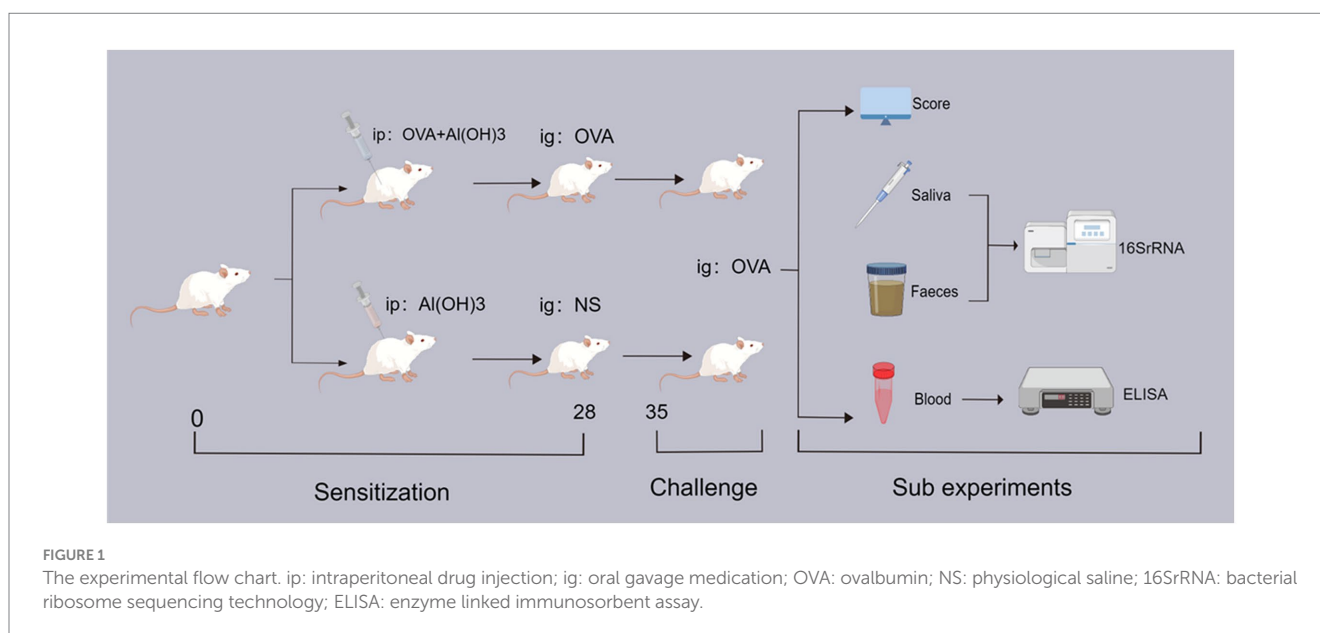 ip: OVA+Al(OH)3
ig: OVA
ip: Al(OH)3
ig: NS
ig: OVA
Score
Saliva
Faeces
16SrRNA
Blood
ELISA
0
28
35
Sensitization
Challenge
Sub experiments
FIGURE 1
The experimental flow chart. ip: intraperitoneal drug injection; ig: oral gavage medication; OVA: ovalbumin; NS: physiological saline; 16SrRNA: bacterial
ribosome sequencing technology; ELISA: enzyme linked immunosorbent assay.